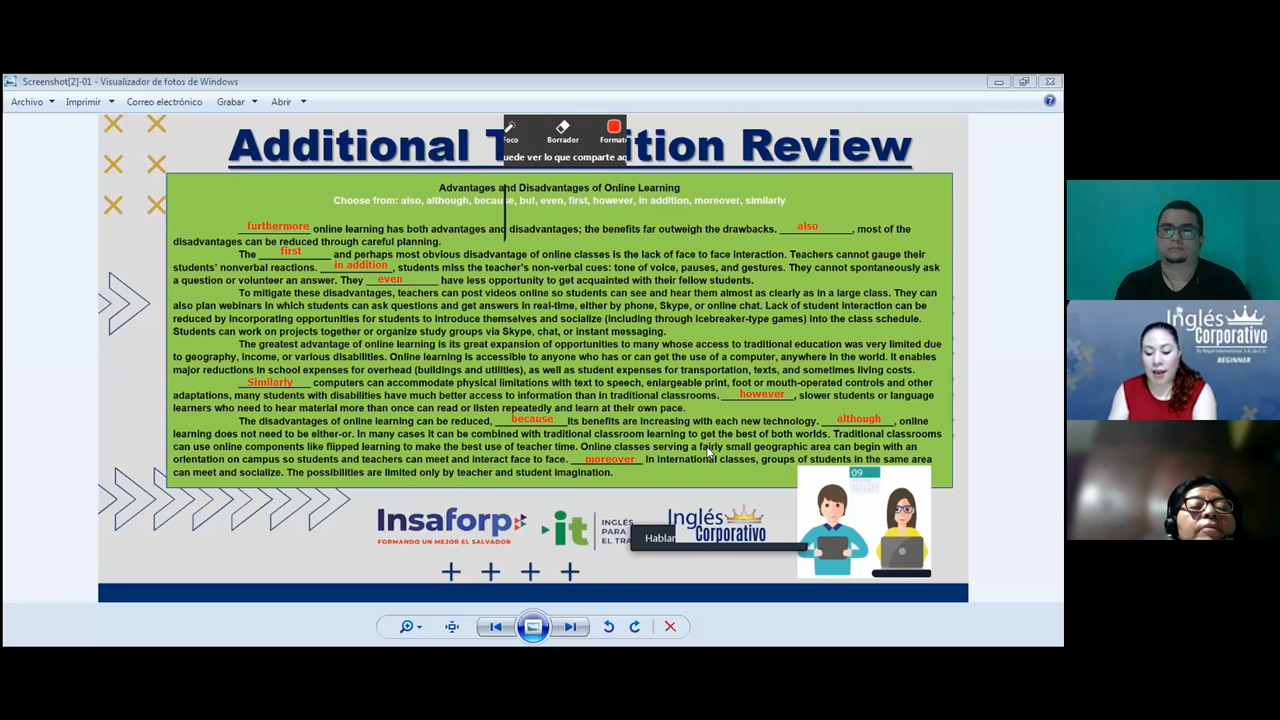 Screenshot[2]-01 - Visualizador de fotos de Windows
Archivo Imprimir Correo electrónico Grabar Abrir
Additional T ition Review
Foco Borrador Format
uede ver lo que comparte aq
Advantages and Disadvantages of Online Learning
Choose from: also, although, because, but, even, first, however, in addition, moreover, similarly
furthermore online learning has both advantages and disadvantages; the benefits far outweigh the drawbacks. also, most of the
disadvantages can be reduced through careful planning.
The first and perhaps most obvious disadvantage of online classes is the lack of face to face interaction. Teachers cannot gauge their
students' nonverbal reactions. in addition, students miss the teacher's non-verbal cues: tone of voice, pauses, and gestures. They cannot spontaneously ask
a question or volunteer an answer. They even have less opportunity to get acquainted with their fellow students.
To mitigate these disadvantages, teachers can post videos online so students can see and hear them almost as clearly as in a large class. They can
also plan webinars in which students can ask questions and get answers in real-time, either by phone, Skype, or online chat. Lack of student interaction can be
reduced by incorporating opportunities for students to introduce themselves and socialize (including through icebreaker-type games) into the class schedule.
Students can work on projects together or organize study groups via Skype, chat, or instant messaging.
The greatest advantage of online learning is its great expansion of opportunities to many whose access to traditional education was very limited due
to geography, income, or various disabilities. Online learning is accessible to anyone who has or can get the use of a computer, anywhere in the world. It enables
major reductions in school expenses for overhead (buildings and utilities), as well as student expenses for transportation, texts, and sometimes living costs.
Similarly computers can accommodate physical limitations with text to speech, enlargeable print, foot or mouth-operated controls and other
adaptations, many students with disabilities have much better access to information than in traditional classrooms. however, slower students or language
learners who need to hear material more than once can read or listen repeatedly and learn at their own pace.
The disadvantages of online learning can be reduced, because its benefits are increasing with each new technology. although, online
learning does not need to be either-or. In many cases it can be combined with traditional classroom learning to get the best of both worlds. Traditional classrooms
can use online components like flipped learning to make the best use of teacher time. Online classes serving a fairly small geographic area can begin with an
orientation on campus so students and teachers can meet and interact face to face. moreover In international classes, groups of students in the same area
can meet and socialize. The possibilities are limited only by teacher and student imagination.
09
Insaforp
FORMANDO UN MEJOR EL SALVADOR
it
INGLÉS
PARA
EL TRA
Inglés
Corporativo
Hablar
Inglés
Corporativo
BEGINNER